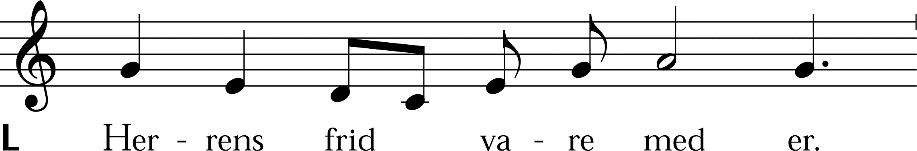 L Her - rens frid va - re med er.